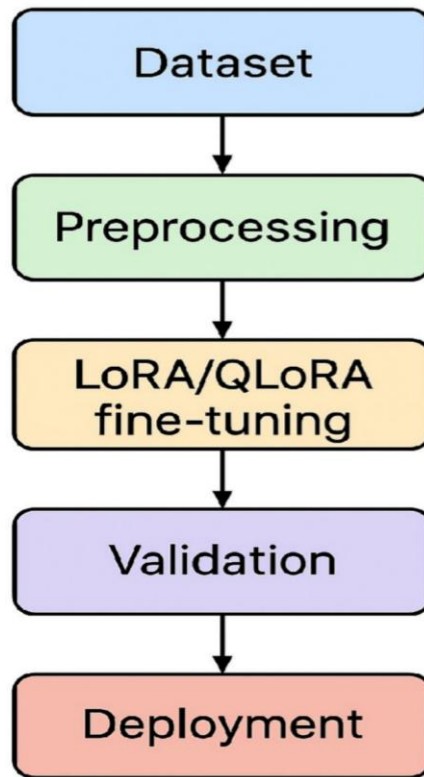 Dataset
Preprocessing
LoRA/QLoRA
fine-tuning
Validation
Deployment